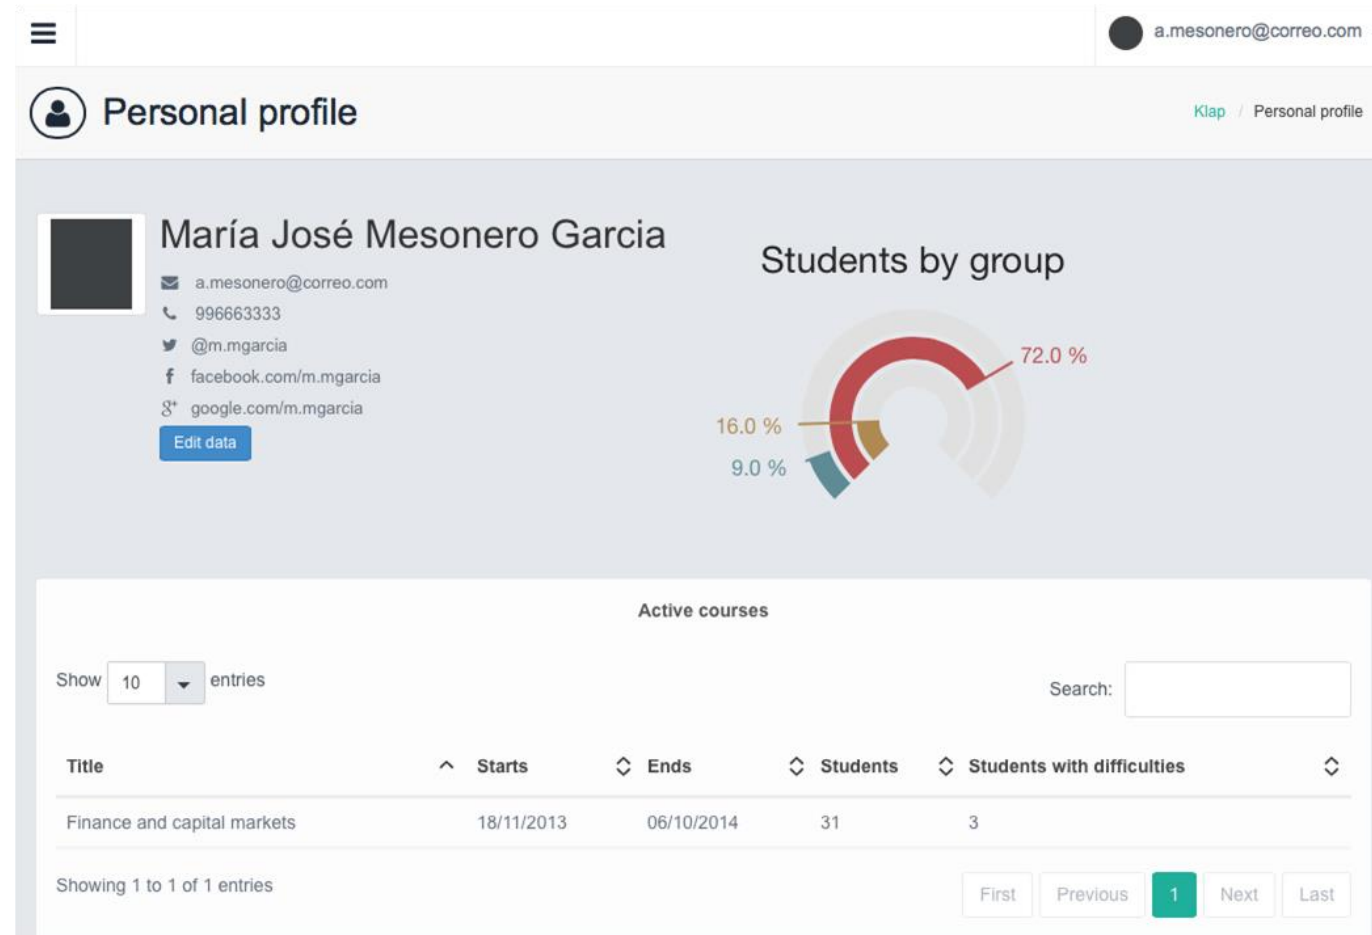 a.mesonero@correo.com
Personal profile
Klap / Personal profile
María José Mesonero Garcia
a.mesonero@correo.com
996663333
@m.mgarcia
facebook.com/m.mgarcia
google.com/m.mgarcia
Edit data
Students by group
72.0 %
16.0 %
9.0 %
Active courses
Show 10 entries
Search:
Title Starts Ends Students Students with difficulties
Finance and capital markets 18/11/2013 06/10/2014 31 3
Showing 1 to 1 of 1 entries
First Previous 1 Next Last